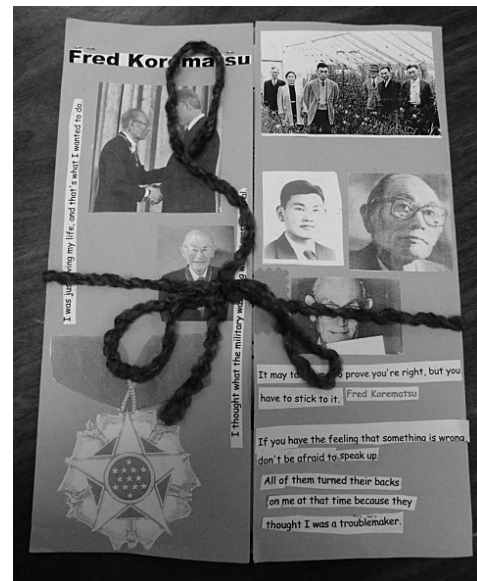 Fred Korematsu
I was just living my life, and that's what I wanted to do.
I thought what the military was
It may to prove you're right, but you
have to stick to it. Fred Korematsu
If you have the feeling that something is wrong,
don't be afraid to speak up.
All of them turned their backs
on me at that time because they
thought I was a troublemaker.